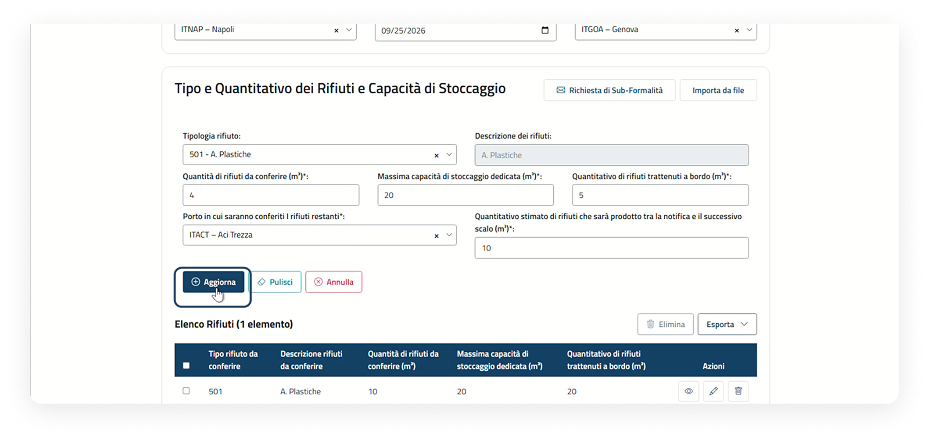 ITNAP – Napoli × 09/25/2026 ITGOA – Genova ×
Tipo e Quantitativo dei Rifiuti e Capacità di Stoccaggio
Richiesta di Sub-Formalità
Importa da file
Tipologia rifiuto: Descrizione dei rifiuti:
501 - A. Plastiche × A. Plastiche
Quantità di rifiuti da conferire (m³)*: Massima capacità di stoccaggio dedicata (m³)*: Quantitativo di rifiuti trattenuti a bordo (m³)*:
4 20 5
Porto in cui saranno conferiti I rifiuti restanti*: Quantitativo stimato di rifiuti che sarà prodotto tra la notifica e il successivo
scalo (m³)*:
ITACT – Aci Trezza ×
10
Aggiorna Pulisci Annulla
Elenco Rifiuti (1 elemento) Elimina Esporta
Tipo rifiuto da Descrizione rifiuti Quantità di rifiuti da Massima capacità di Quantitativo di rifiuti
conferire da conferire conferire (m³) stoccaggio dedicata (m³) trattenuti a bordo (m³) Azioni
501 A. Plastiche 10 20 20